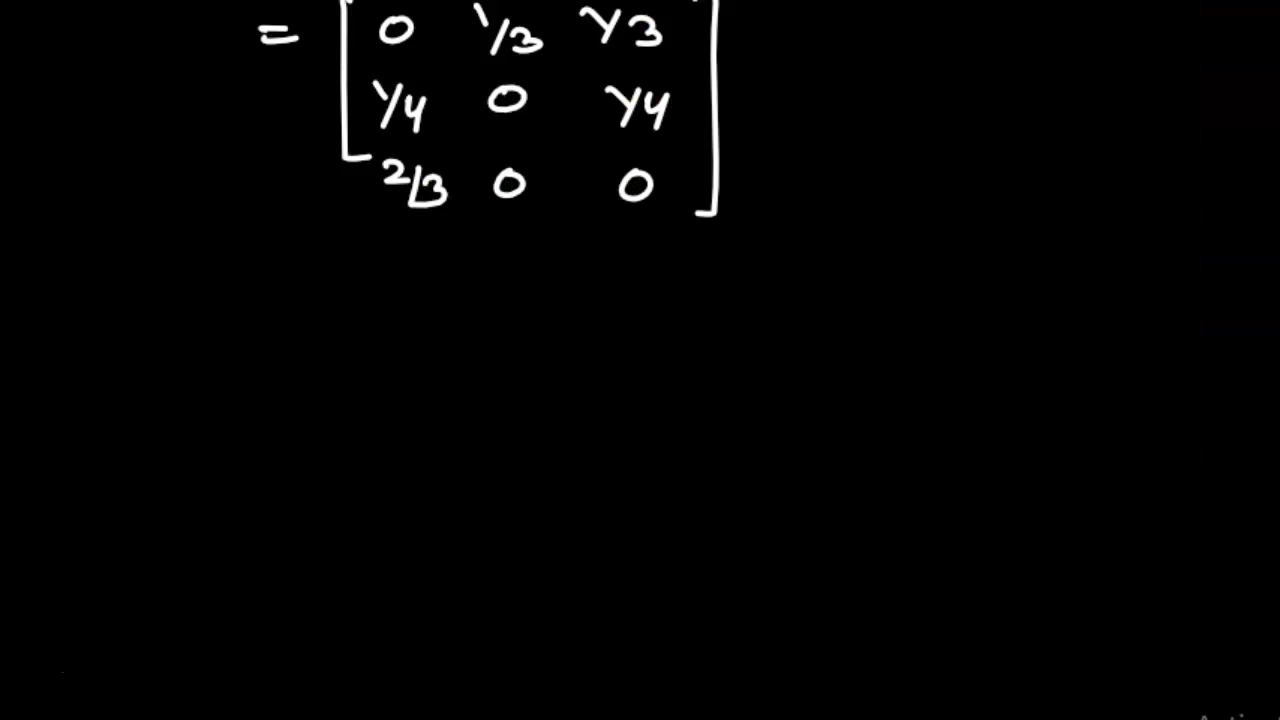 = [ 0 1/3 1/3
1/4 0 1/4
2/3 0 0 ]